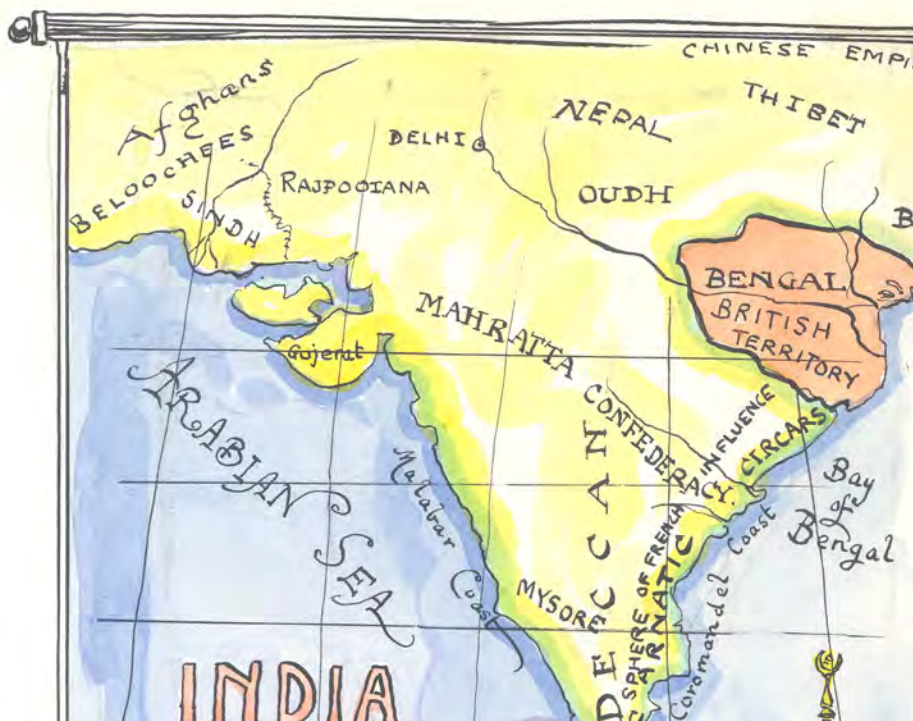 CHINESE EMPI
THIBET
Afghans
NEPAL
DELHI
BELOOCHEES
RAJPOOTANA
OUDH
SINDH
B
BENGAL
BRITISH
TERRITORY
MAHRATTA
CONFEDERACY.
Gujerat
ARABIAN SEA
Malabar Coast
DECCAN
SPHERE OF FRENCH INFLUENCE
CIRCARS
CARNATIC
MYSORE
Bay
of
Bengal
Coromandel Coast
INDIA